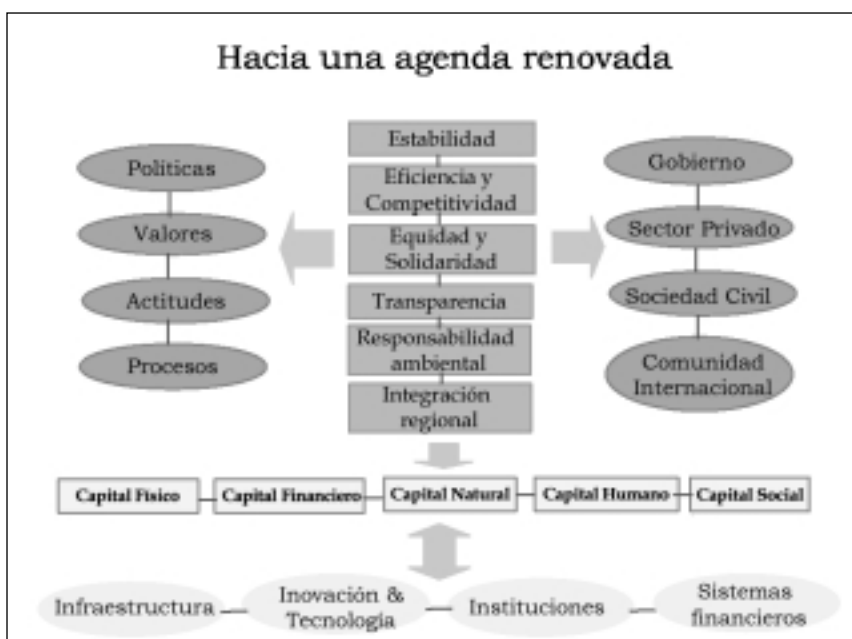 Hacia una agenda renovada
Políticas
Valores
Actitudes
Procesos
Estabilidad
Eficiencia y
Competitividad
Equidad y
Solidaridad
Transparencia
Responsabilidad
ambiental
Integración
regional
Gobierno
Sector Privado
Sociedad Civil
Comunidad
Internacional
Capital Físico
Capital Financiero
Capital Natural
Capital Humano
Capital Social
Infraestructura
Inovación &
Tecnología
Instituciones
Sistemas
financieros